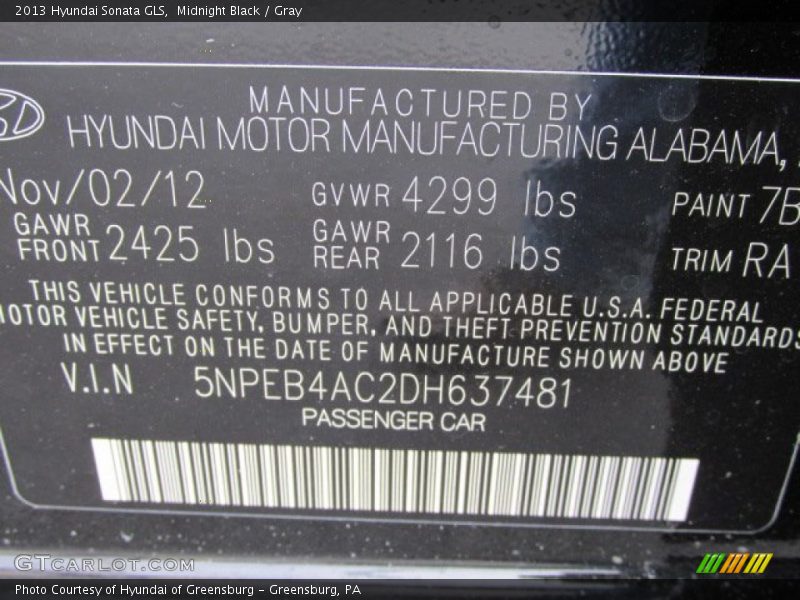 2013 Hyundai Sonata GLS, Midnight Black / Gray
MANUFACTURED BY
HYUNDAI MOTOR MANUFACTURING ALABAMA,
Nov/02/12 GVWR 4299 lbs PAINT 7B
GAWR FRONT 2425 lbs GAWR REAR 2116 lbs TRIM RA
THIS VEHICLE CONFORMS TO ALL APPLICABLE U.S.A. FEDERAL
MOTOR VEHICLE SAFETY, BUMPER, AND THEFT PREVENTION STANDARDS
IN EFFECT ON THE DATE OF MANUFACTURE SHOWN ABOVE
V.I.N 5NPEB4AC2DH637481
PASSENGER CAR
GTCARLOT.COM
Photo Courtesy of Hyundai of Greensburg - Greensburg, PA